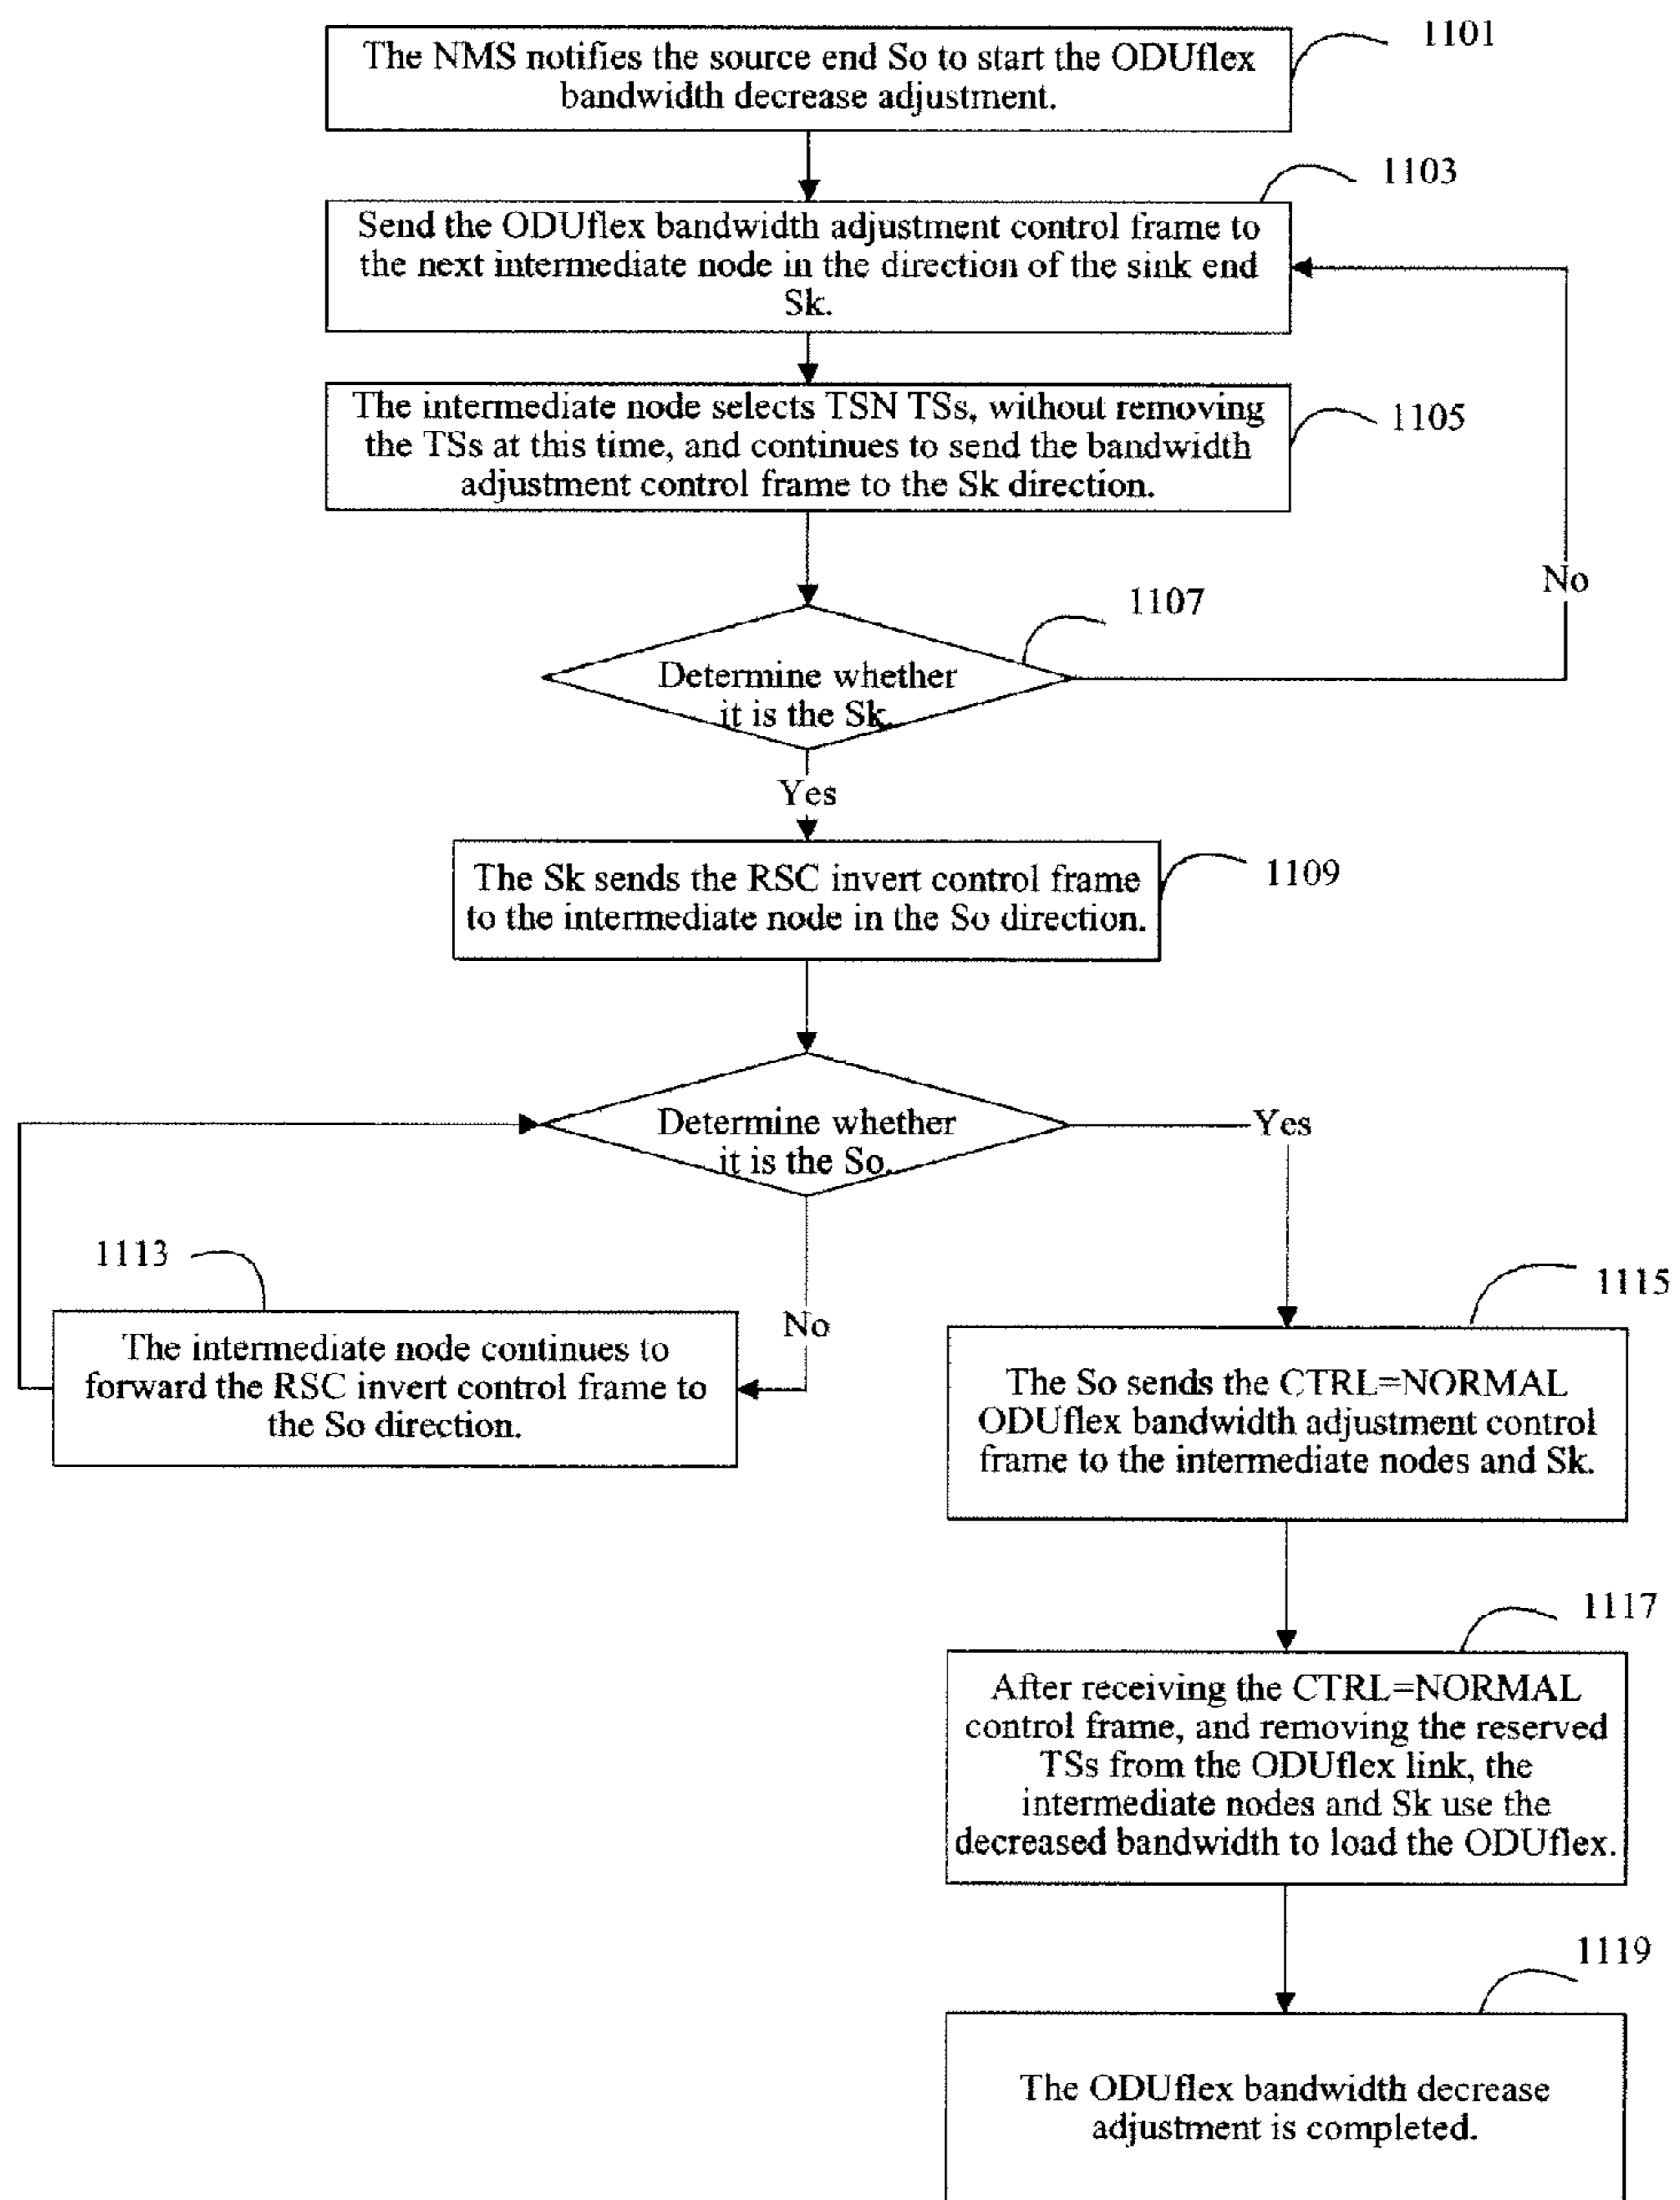 The NMS notifies the source end So to start the ODUflex
bandwidth decrease adjustment.
1101
1103
Send the ODUflex bandwidth adjustment control frame to
the next intermediate node in the direction of the sink end
Sk.
The intermediate node selects TSN TSs, without removing
the TSs at this time, and continues to send the bandwidth
adjustment control frame to the Sk direction.
1105
No
1107
Determine whether
it is the Sk.
Yes
The Sk sends the RSC invert control frame
to the intermediate node in the So direction.
1109
Determine whether
it is the So.
Yes
1113
No
The intermediate node continues to
forward the RSC invert control frame to
the So direction.
1115
The So sends the CTRL=NORMAL
ODUflex bandwidth adjustment control
frame to the intermediate nodes and Sk.
1117
After receiving the CTRL=NORMAL
control frame, and removing the reserved
TSs from the ODUflex link, the
intermediate nodes and Sk use the
decreased bandwidth to load the ODUflex.
1119
The ODUflex bandwidth decrease
adjustment is completed.